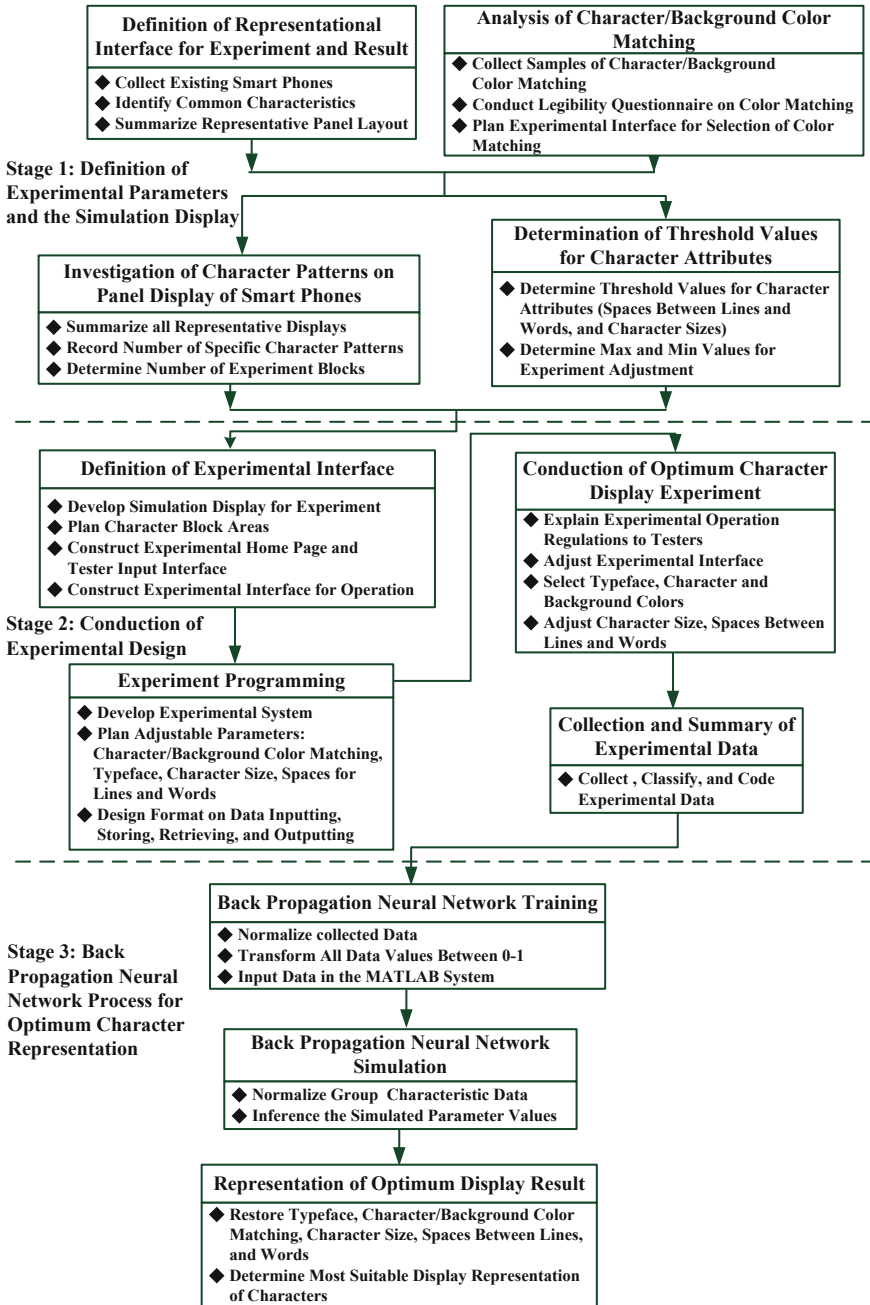 Definition of Representational
Interface for Experiment and Result
◆ Collect Existing Smart Phones
◆ Identify Common Characteristics
◆ Summarize Representative Panel Layout
Analysis of Character/Background Color
Matching
◆ Collect Samples of Character/Background
Color Matching
◆ Conduct Legibility Questionnaire on Color Matching
◆ Plan Experimental Interface for Selection of Color
Matching
Stage 1: Definition of
Experimental Parameters
and the Simulation Display
Investigation of Character Patterns on
Panel Display of Smart Phones
◆ Summarize all Representative Displays
◆ Record Number of Specific Character Patterns
◆ Determine Number of Experiment Blocks
Determination of Threshold Values
for Character Attributes
◆ Determine Threshold Values for Character
Attributes (Spaces Between Lines and
Words, and Character Sizes)
◆ Determine Max and Min Values for
Experiment Adjustment
Definition of Experimental Interface
◆ Develop Simulation Display for Experiment
◆ Plan Character Block Areas
◆ Construct Experimental Home Page and
Tester Input Interface
◆ Construct Experimental Interface for Operation
Conduction of Optimum Character
Display Experiment
◆ Explain Experimental Operation
Regulations to Testers
◆ Adjust Experimental Interface
◆ Select Typeface, Character and
Background Colors
◆ Adjust Character Size, Spaces Between
Lines and Words
Stage 2: Conduction of
Experimental Design
Experiment Programming
◆ Develop Experimental System
◆ Plan Adjustable Parameters:
Character/Background Color Matching,
Typeface, Character Size, Spaces for
Lines and Words
◆ Design Format on Data Inputting,
Storing, Retrieving, and Outputting
Collection and Summary of
Experimental Data
◆ Collect , Classify, and Code
Experimental Data
Back Propagation Neural Network Training
◆ Normalize collected Data
◆ Transform All Data Values Between 0-1
◆ Input Data in the MATLAB System
Stage 3: Back
Propagation Neural
Network Process for
Optimum Character
Representation
Back Propagation Neural Network
Simulation
◆ Normalize Group Characteristic Data
◆ Inference the Simulated Parameter Values
Representation of Optimum Display Result
◆ Restore Typeface, Character/Background Color
Matching, Character Size, Spaces Between Lines,
and Words
◆ Determine Most Suitable Display Representation
of Characters